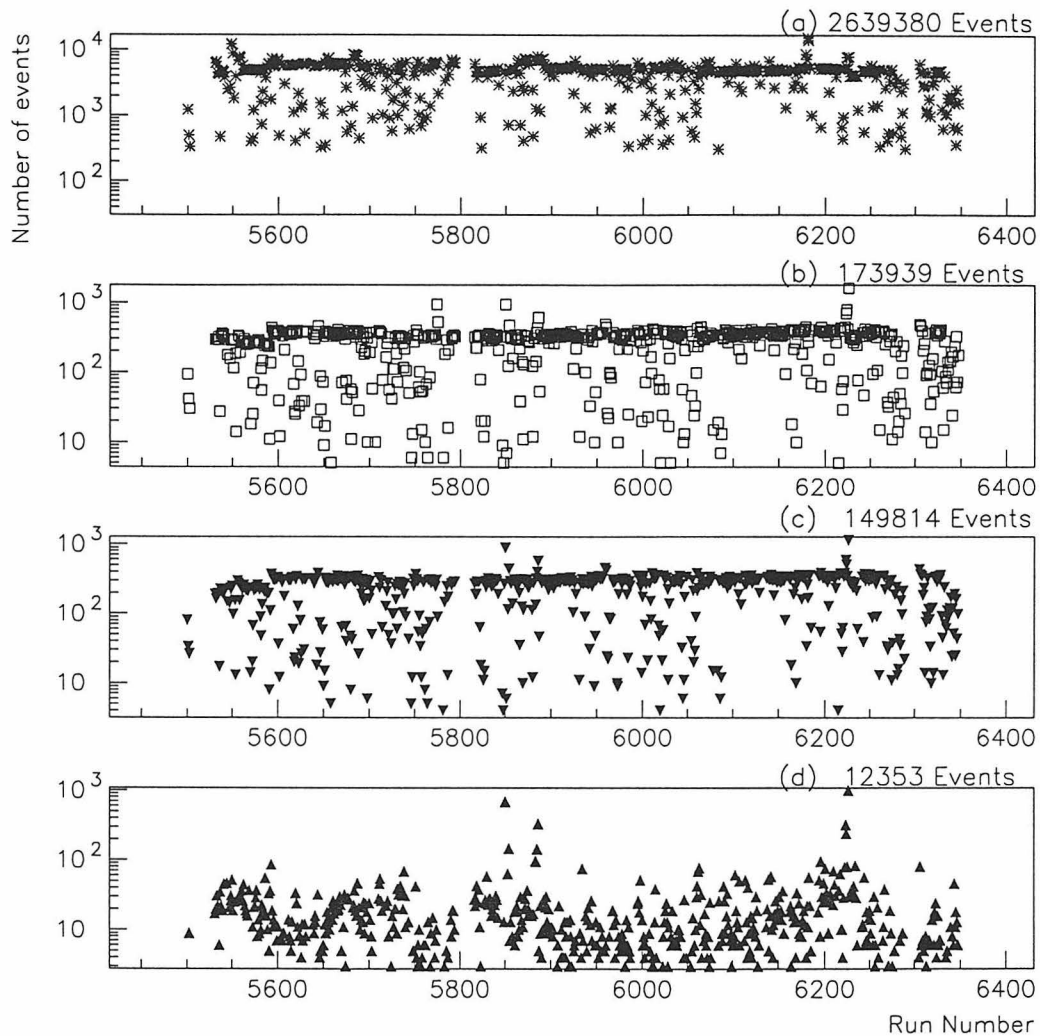 Number of events
(a) 2639380 Events
10^4
10^3
10^2
5600 5800 6000 6200 6400
(b) 173939 Events
10^3
10^2
10
5600 5800 6000 6200 6400
(c) 149814 Events
10^3
10^2
10
5600 5800 6000 6200 6400
(d) 12353 Events
10^3
10^2
10
5600 5800 6000 6200 6400
Run Number